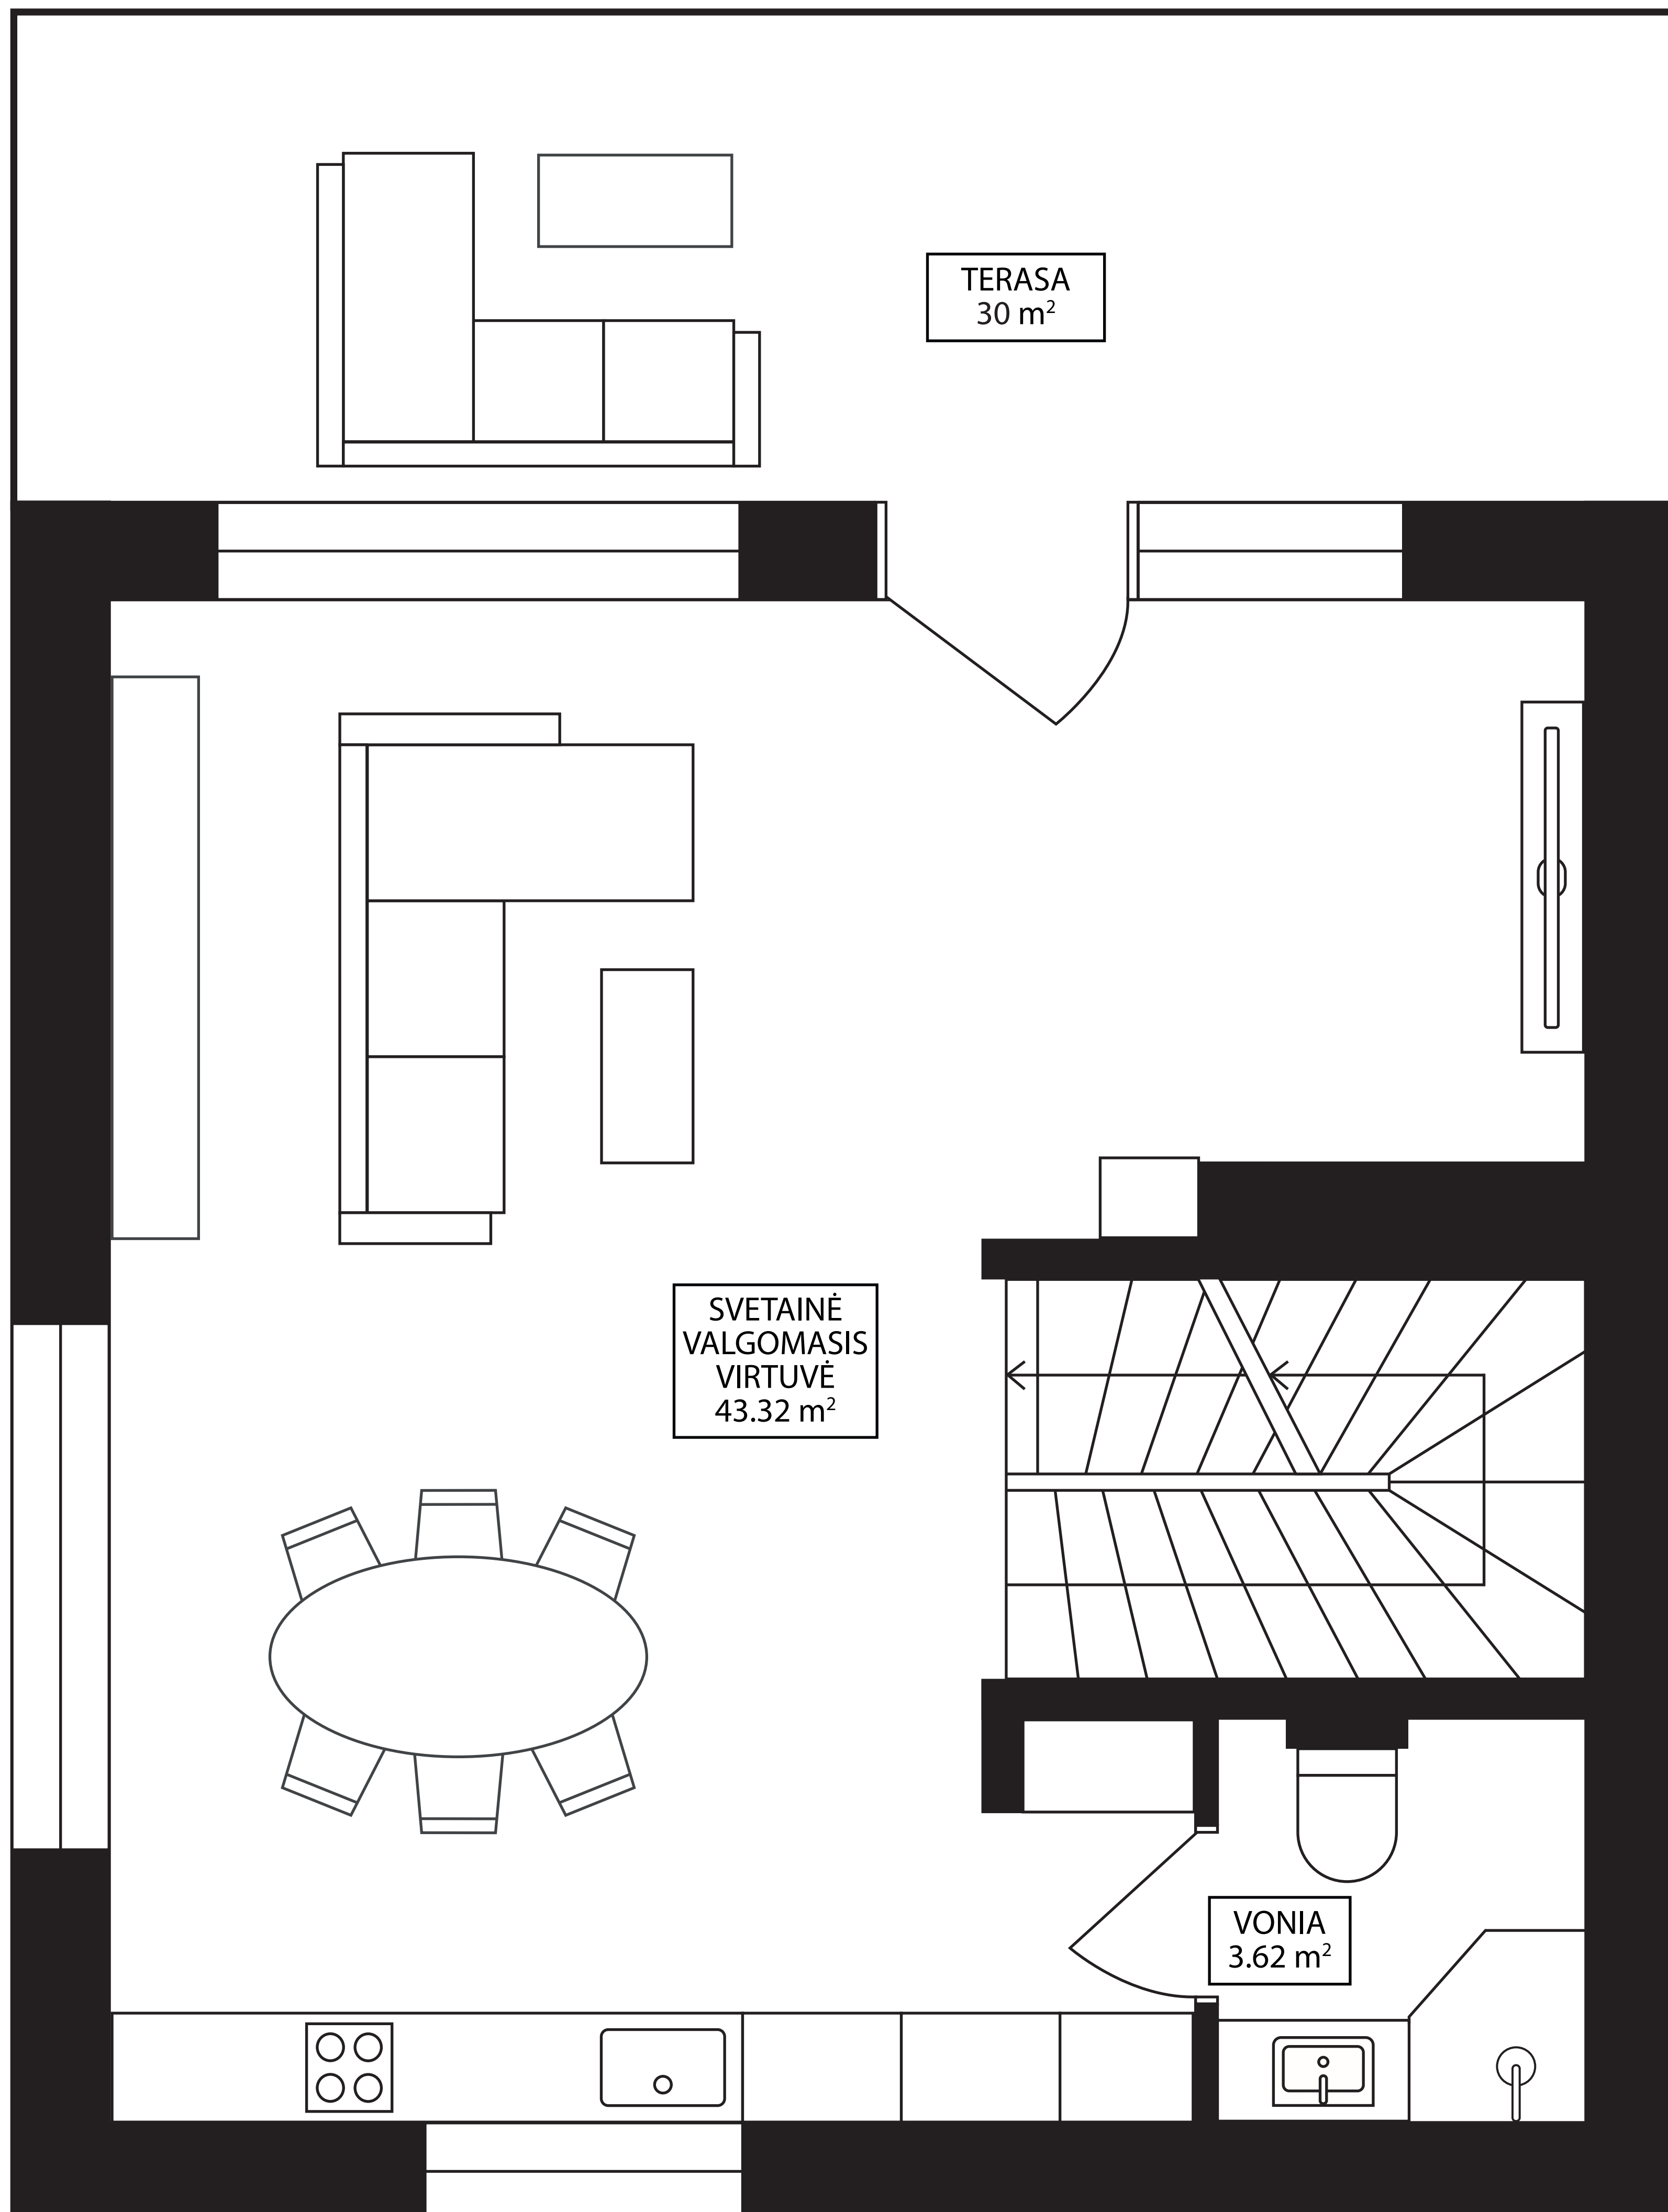 TERASA
30 m²
SVETAINĖ
VALGOMASIS
VIRTUVĖ
43.32 m²
VONIA
3.62 m²